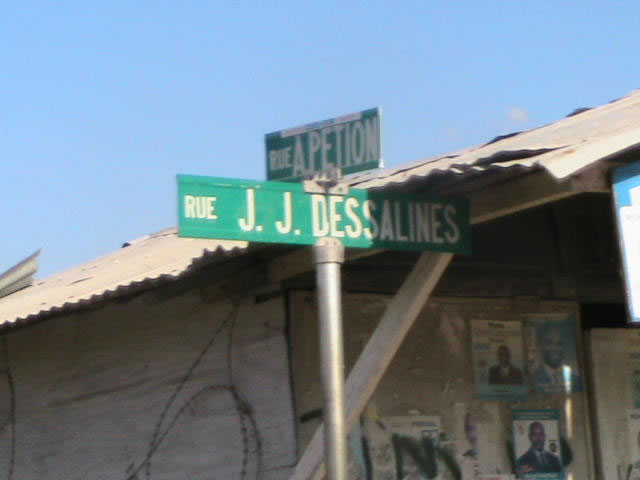 RUE A.PETION
RUE J. J. DESSALINES